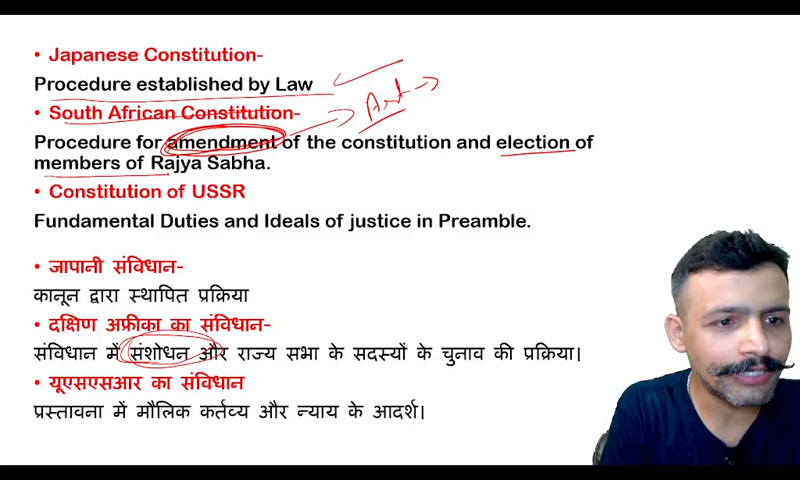 • Japanese Constitution-
Procedure established by Law
• South African Constitution-
Procedure for amendment of the constitution and election of
members of Rajya Sabha.
• Constitution of USSR
Fundamental Duties and Ideals of justice in Preamble.
• जापानी संविधान-
कानून द्वारा स्थापित प्रक्रिया
• दक्षिण अफ्रीका का संविधान-
संविधान में संशोधन और राज्य सभा के सदस्यों के चुनाव की प्रक्रिया।
• यूएसएसआर का संविधान
प्रस्तावना में मौलिक कर्तव्य और न्याय के आदर्श।